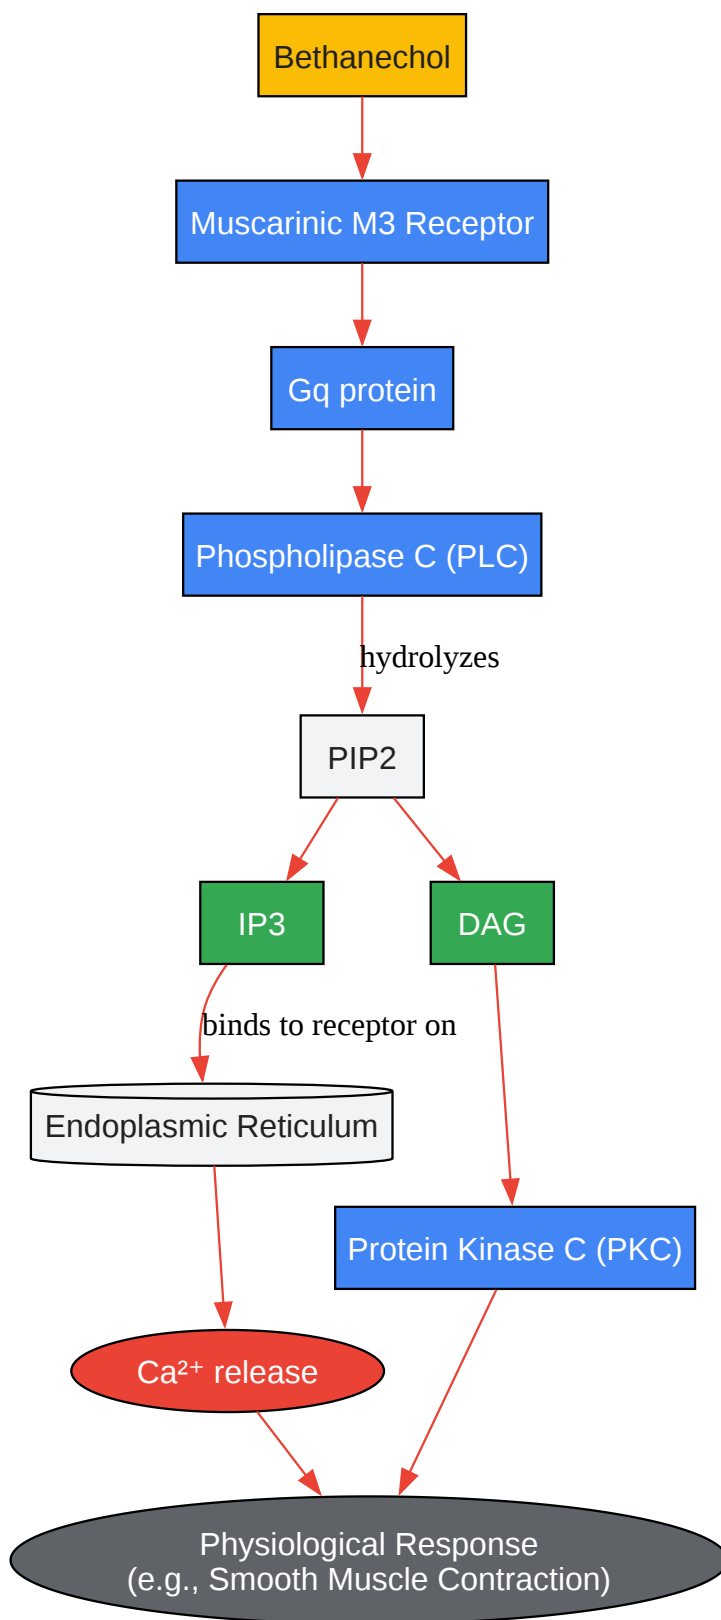 Bethanechol
Muscarinic M3 Receptor
Gq protein
Phospholipase C (PLC)
hydrolyzes
PIP2
IP3
DAG
binds to receptor on
Endoplasmic Reticulum
Protein Kinase C (PKC)
Ca²⁺ release
Physiological Response
(e.g., Smooth Muscle Contraction)